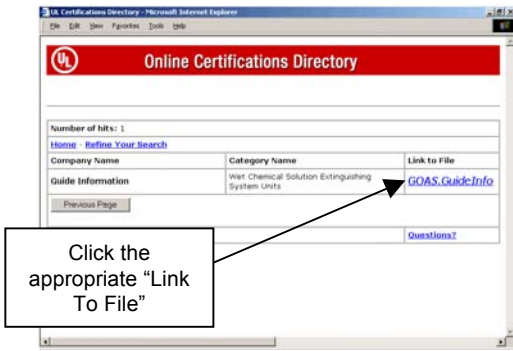 UL Certifications Directory - Microsoft Internet Explorer
File Edit View Favorites Tools Help
UL Online Certifications Directory
Number of hits: 1
Home - Refine Your Search
Company Name Category Name Link to File
Guide Information Wet Chemical Solution Extinguishing System Units GOAS.GuideInfo
Previous Page
Questions?
Click the
appropriate “Link
To File”